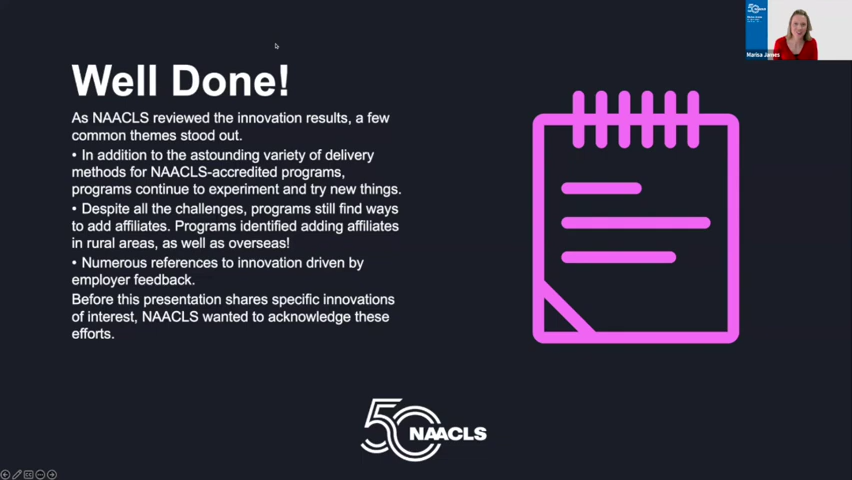 Well Done!
As NAACLS reviewed the innovation results, a few
common themes stood out.
• In addition to the astounding variety of delivery
methods for NAACLS-accredited programs,
programs continue to experiment and try new things.
• Despite all the challenges, programs still find ways
to add affiliates. Programs identified adding affiliates
in rural areas, as well as overseas!
• Numerous references to innovation driven by
employer feedback.
Before this presentation shares specific innovations
of interest, NAACLS wanted to acknowledge these
efforts.
50 NAACLS
50
Marisa James